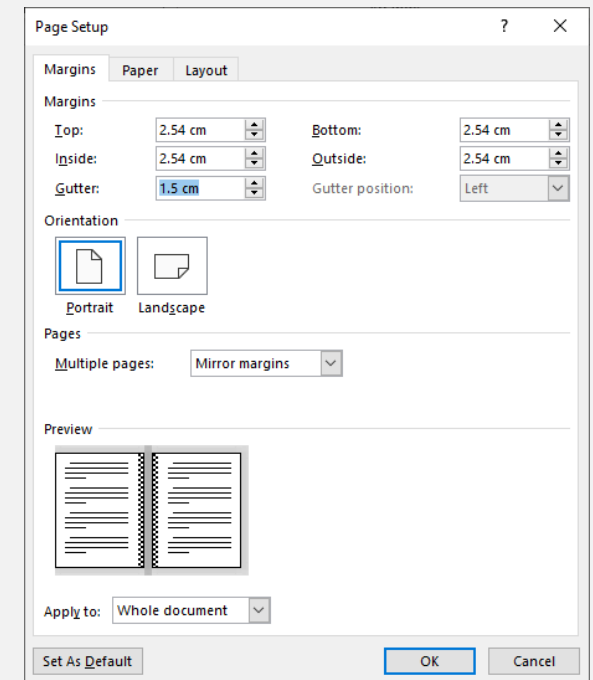 Page Setup ? ×
Margins Paper Layout
Margins
Top: 2.54 cm Bottom: 2.54 cm
Inside: 2.54 cm Outside: 2.54 cm
Gutter: 1.5 cm Gutter position: Left
Orientation
Portrait Landscape
Pages
Multiple pages: Mirror margins
Preview
Apply to: Whole document
Set As Default OK Cancel